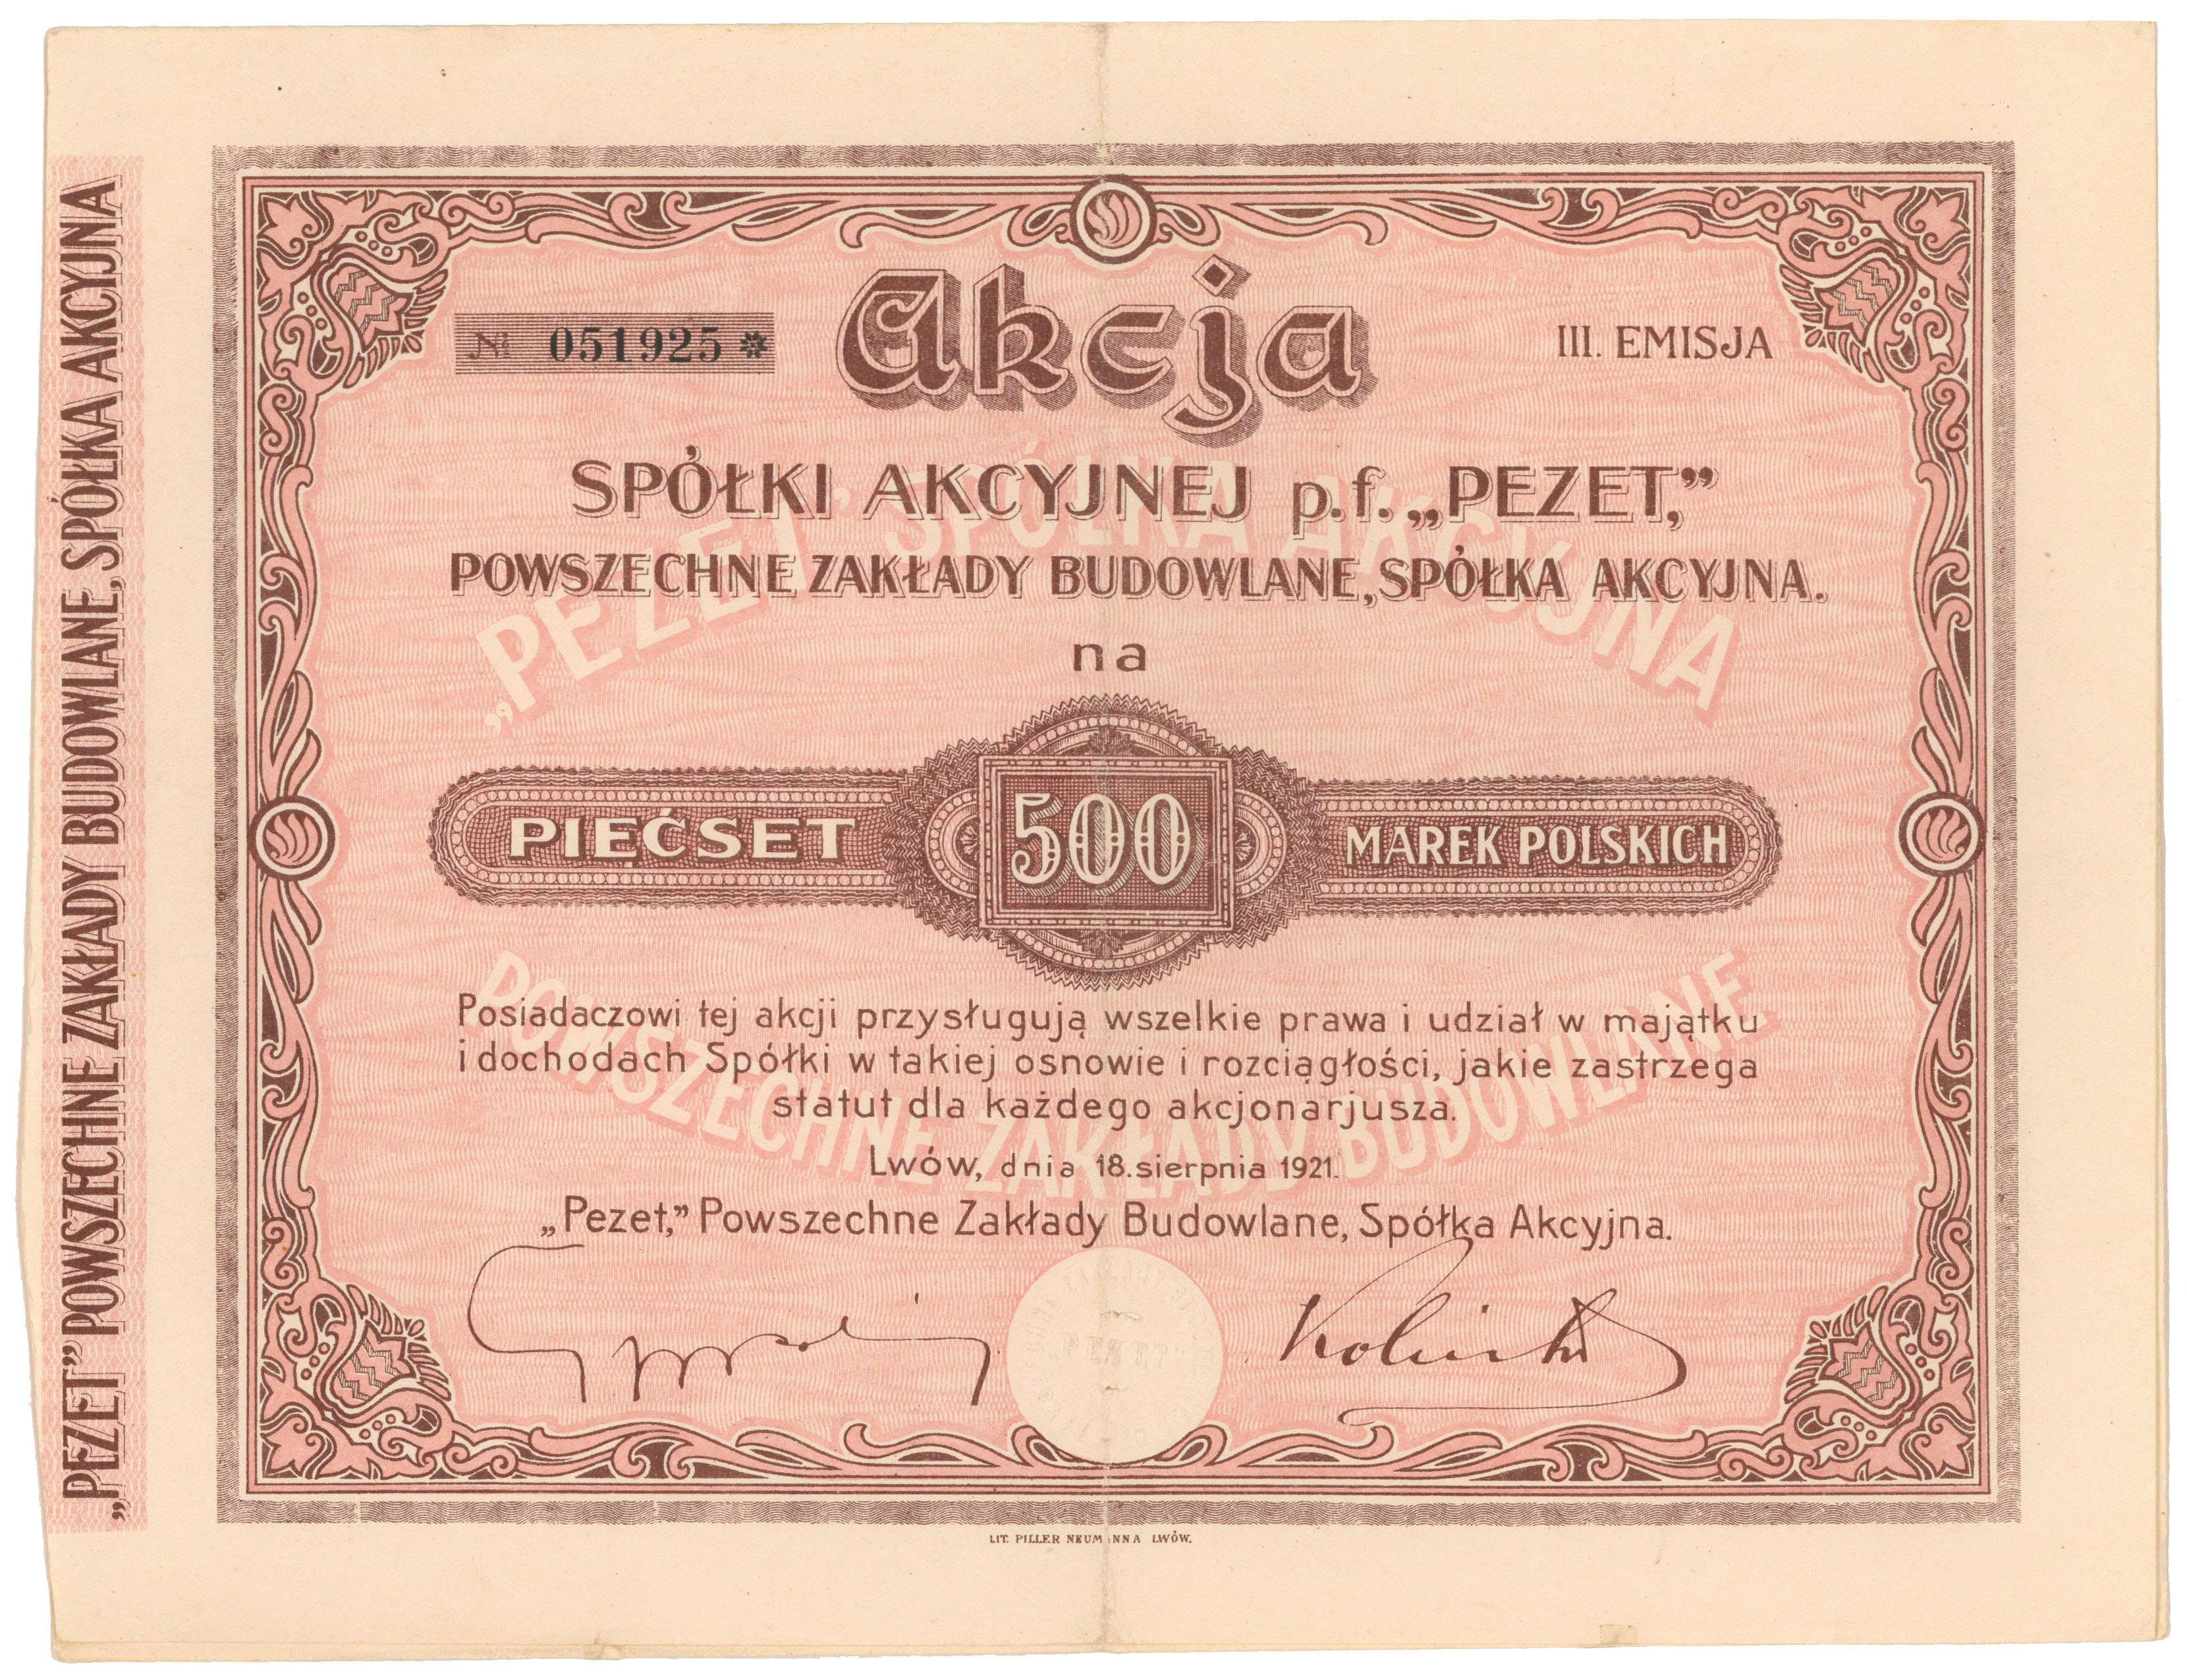 „PEZET” POWSZECHNE ZAKŁADY BUDOWLANE, SPÓŁKA AKCYJNA
№ 051925 *
Akcja
III. EMISJA
SPÓŁKI AKCYJNEJ p.f. „PEZET,”
POWSZECHNE ZAKŁADY BUDOWLANE, SPÓŁKA AKCYJNA.
„PEZET” SPÓLKA AKCYJNA
na
PIĘĆSET 500 MAREK POLSKICH
POWSZECHNE ZAKŁADY BUDOWLANE
Posiadaczowi tej akcji przysługują wszelkie prawa i udział w majątku
i dochodach Spółki w takiej osnowie i rozciągłości, jakie zastrzega
statut dla każdego akcjonarjusza.
Lwów, dnia 18. sierpnia 1921.
„Pezet,” Powszechne Zakłady Budowlane, Spółka Akcyjna.
LIT. PILLER NEUMANNA LWÓW.